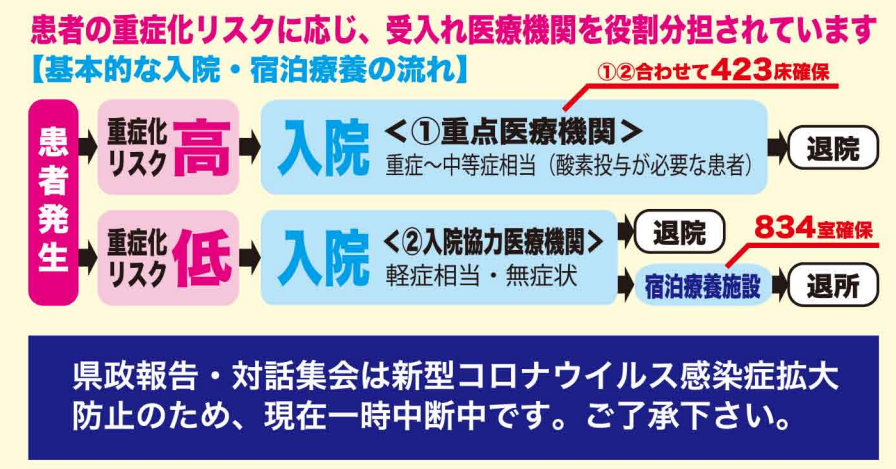 患者の重症化リスクに応じ、受入れ医療機関を役割分担されています
【基本的な入院・宿泊療養の流れ】
①②合わせて423床確保
患者発生
重症化
リスク
高
入院
＜①重点医療機関＞
重症～中等症相当（酸素投与が必要な患者）
退院
重症化
リスク
低
入院
＜②入院協力医療機関＞
軽症相当・無症状
退院
834室確保
宿泊療養施設
退所
県政報告・対話集会は新型コロナウイルス感染症拡大
防止のため、現在一時中断中です。ご了承下さい。